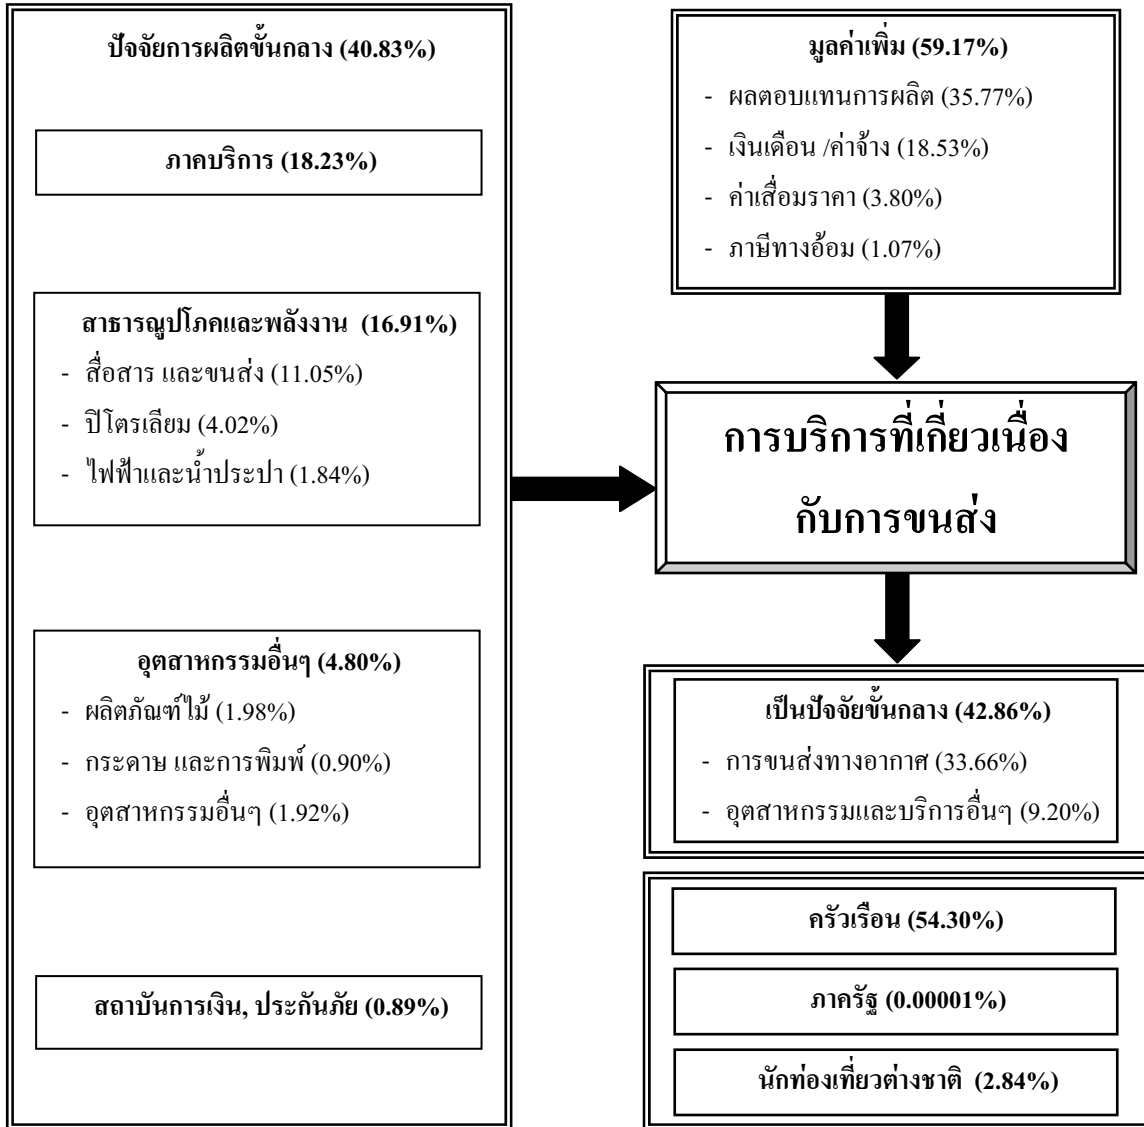 ปัจจัยการผลิตขั้นกลาง (40.83%)
ภาคบริการ (18.23%)
สาธารณูปโภคและพลังงาน (16.91%)
- สื่อสาร และขนส่ง (11.05%)
- ปิโตรเลียม (4.02%)
- ไฟฟ้าและน้ำประปา (1.84%)
อุตสาหกรรมอื่นๆ (4.80%)
- ผลิตภัณฑ์ไม้ (1.98%)
- กระดาษ และการพิมพ์ (0.90%)
- อุตสาหกรรมอื่นๆ (1.92%)
สถาบันการเงิน, ประกันภัย (0.89%)
มูลค่าเพิ่ม (59.17%)
- ผลตอบแทนการผลิต (35.77%)
- เงินเดือน /ค่าจ้าง (18.53%)
- ค่าเสื่อมราคา (3.80%)
- ภาษีทางอ้อม (1.07%)
การบริการที่เกี่ยวเนื่อง
กับการขนส่ง
เป็นปัจจัยขั้นกลาง (42.86%)
- การขนส่งทางอากาศ (33.66%)
- อุตสาหกรรมและบริการอื่นๆ (9.20%)
ครัวเรือน (54.30%)
ภาครัฐ (0.00001%)
นักท่องเที่ยวต่างชาติ (2.84%)